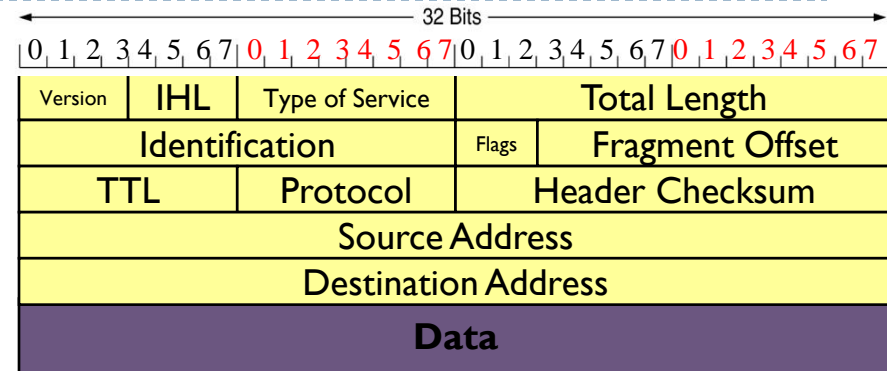 32 Bits
0 1 2 3 4 5 6 7 0 1 2 3 4 5 6 7 0 1 2 3 4 5 6 7 0 1 2 3 4 5 6 7
Version IHL Type of Service Total Length
Identification Flags Fragment Offset
TTL Protocol Header Checksum
Source Address
Destination Address
Data